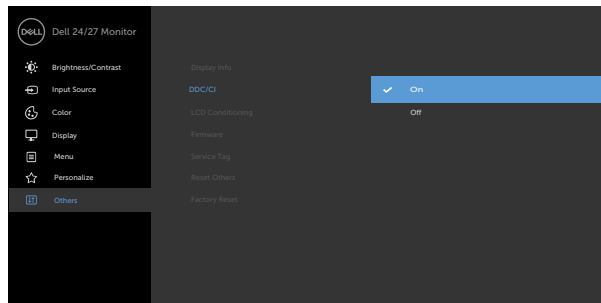 DELL Dell 24/27 Monitor
Brightness/Contrast
Input Source
Color
Display
Menu
Personalize
Others
Display Info
DDC/CI
LCD Conditioning
Firmware
Service Tag
Reset Others
Factory Reset
On
Off